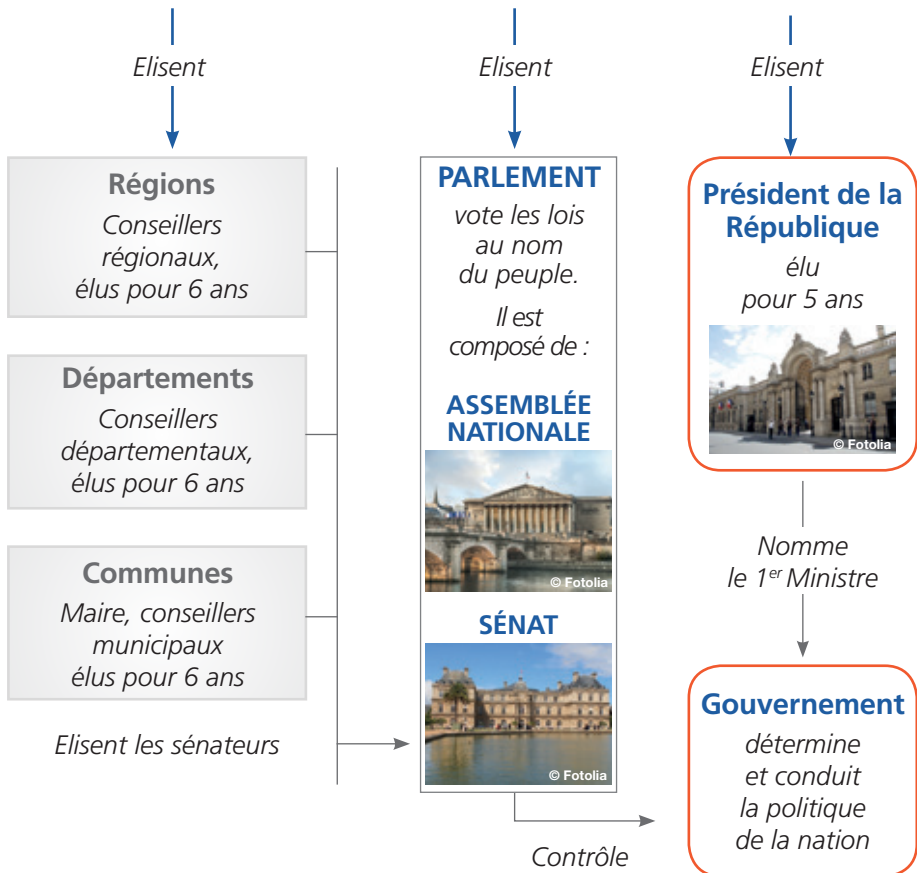 Elisent
Elisent
Elisent
Régions
Conseillers
régionaux,
élus pour 6 ans
Départements
Conseillers
départementaux,
élus pour 6 ans
Communes
Maire, conseillers
municipaux
élus pour 6 ans
Elisent les sénateurs
PARLEMENT
vote les lois
au nom
du peuple.
Il est
composé de :
ASSEMBLÉE
NATIONALE
© Fotolia
SÉNAT
© Fotolia
Contrôle
Président de la
République
élu
pour 5 ans
© Fotolia
Nomme
le 1er Ministre
Gouvernement
détermine
et conduit
la politique
de la nation